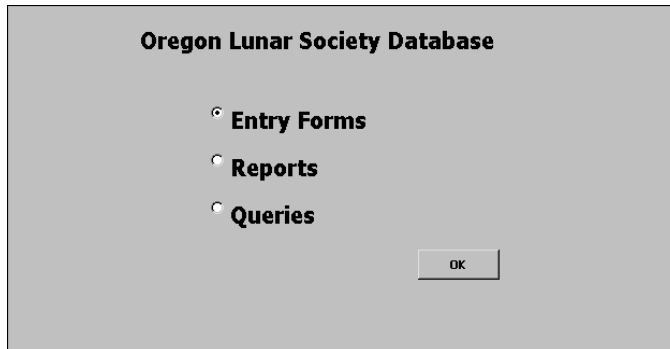 Oregon Lunar Society Database
Entry Forms
Reports
Queries
OK